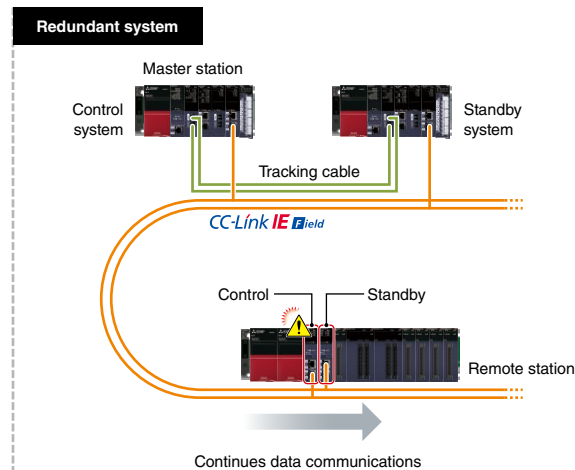 Redundant system
Master station
Control
system
Standby
system
Tracking cable
CC-Link IE Field
Control
Standby
Remote station
Continues data communications